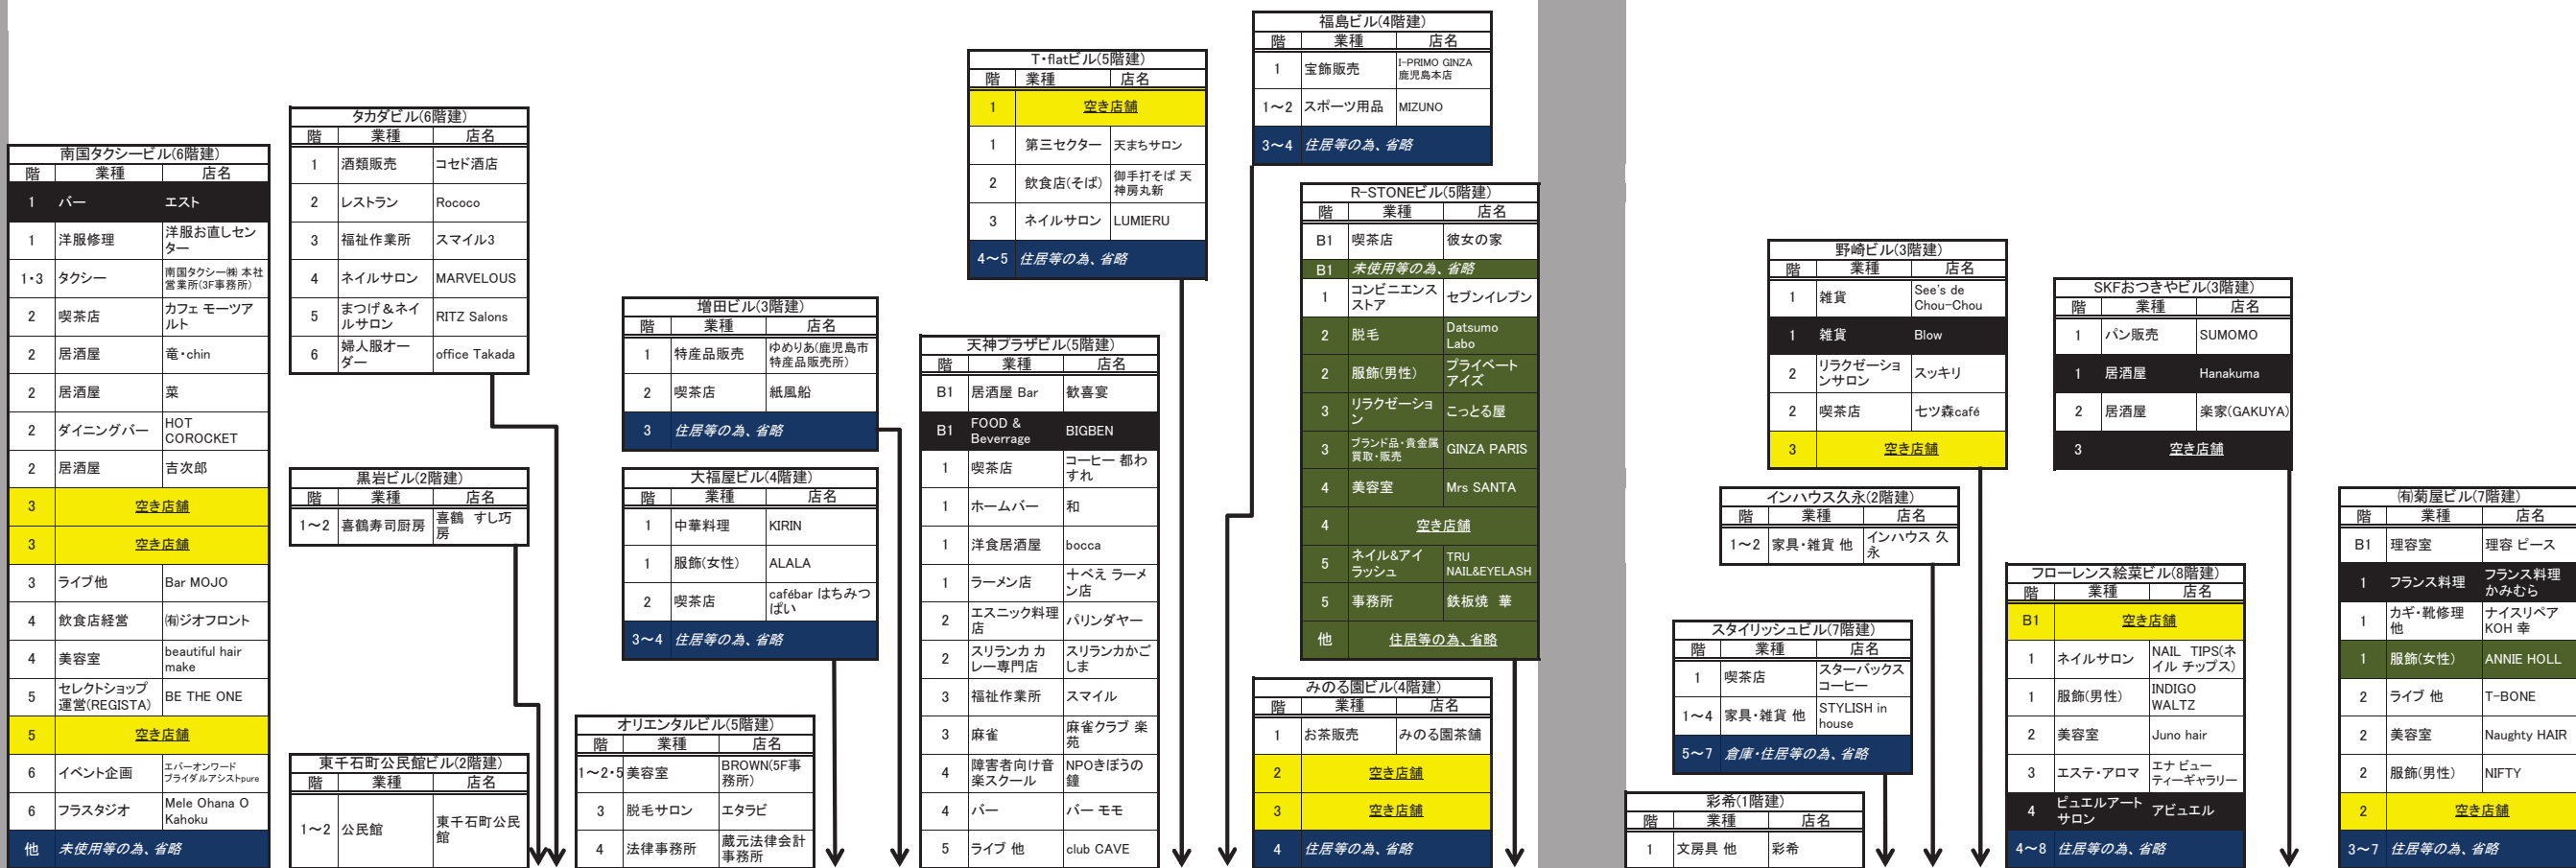 南国タクシービル(6階建)
階 業種 店名
1 バー エスト
1 洋服修理 洋服お直しセン
ター
1・3 タクシー 南国タクシー㈱ 本社
営業所(3F事務所)
2 喫茶店 カフェ モーツア
ルト
2 居酒屋 竜・chin
2 居酒屋 菜
2 ダイニングバー HOT
COROCKET
2 居酒屋 吉次郎
3 空き店舗
3 空き店舗
3 ライブ他 Bar MOJO
4 飲食店経営 ㈲ジオフロント
4 美容室 beautiful hair
make
5 セレクトショップ
運営(REGISTA) BE THE ONE
5 空き店舗
6 イベント企画 エバーオンワード
ブライダルアシストpure
6 フラスタジオ Mele Ohana O
Kahoku
他 未使用等の為、省略
タカダビル(6階建)
階 業種 店名
1 酒類販売 コセド酒店
2 レストラン Rococo
3 福祉作業所 スマイル3
4 ネイルサロン MARVELOUS
5 まつげ&ネイ
ルサロン RITZ Salons
6 婦人服オー
ダー office Takada
黒岩ビル(2階建)
階 業種 店名
1～2 喜鶴寿司厨房 喜鶴 すし巧
房
東千石町公民館ビル(2階建)
階 業種 店名
1～2 公民館 東千石町公民
館
増田ビル(3階建)
階 業種 店名
1 特産品販売 ゆめりあ(鹿児島市
特産品販売所)
2 喫茶店 紙風船
3 住居等の為、省略
大福屋ビル(4階建)
階 業種 店名
1 中華料理 KIRIN
1 服飾(女性) ALALA
2 喫茶店 cafébar はちみつ
ぱい
3～4 住居等の為、省略
オリエンタルビル(5階建)
階 業種 店名
1～2・5 美容室 BROWN(5F事
務所)
3 脱毛サロン エタラビ
4 法律事務所 蔵元法律会計
事務所
T・flatビル(5階建)
階 業種 店名
1 空き店舗
1 第三セクター 天まちサロン
2 飲食店(そば) 御手打そば 天
神房丸新
3 ネイルサロン LUMIERU
4～5 住居等の為、省略
天神プラザビル(5階建)
階 業種 店名
B1 居酒屋 Bar 歓喜宴
B1 FOOD &
Beverrage BIGBEN
1 喫茶店 コーヒー 都わ
すれ
1 ホームバー 和
1 洋食居酒屋 bocca
1 ラーメン店 十べえ ラーメ
ン店
2 エスニック料理
店 パリンダヤー
2 スリランカ カ
レー専門店 スリランカかご
しま
3 福祉作業所 スマイル
3 麻雀 麻雀クラブ 楽
苑
4 障害者向け音
楽スクール NPOきぼうの
鐘
4 バー バー モモ
5 ライブ 他 club CAVE
福島ビル(4階建)
階 業種 店名
1 宝飾販売 I-PRIMO GINZA
鹿児島本店
1～2 スポーツ用品 MIZUNO
3～4 住居等の為、省略
R-STONEビル(5階建)
階 業種 店名
B1 喫茶店 彼女の家
B1 未使用等の為、省略
1 コンビニエンス
ストア セブンイレブン
2 脱毛 Datsumo
Labo
2 服飾(男性) プライベート
アイズ
3 リラクゼーショ
ン こっとる屋
3 ブランド品・貴金属
買取・販売 GINZA PARIS
4 美容室 Mrs SANTA
4 空き店舗
5 ネイル&アイ
ラッシュ TRU
NAIL&EYELASH
5 事務所 鉄板焼 華
他 住居等の為、省略
みのる園ビル(4階建)
階 業種 店名
1 お茶販売 みのる園茶舗
2 空き店舗
3 空き店舗
4 住居等の為、省略
野崎ビル(3階建)
階 業種 店名
1 雑貨 See's de
Chou-Chou
1 雑貨 Blow
2 リラクゼーショ
ンサロン スッキリ
2 喫茶店 七ツ森café
3 空き店舗
インハウス久永(2階建)
階 業種 店名
1～2 家具・雑貨 他 インハウス 久
永
スタイリッシュビル(7階建)
階 業種 店名
1 喫茶店 スターバックス
コーヒー
1～4 家具・雑貨 他 STYLISH in
house
5～7 倉庫・住居等の為、省略
彩希(1階建)
階 業種 店名
1 文房具 他 彩希
SKFおつきやビル(3階建)
階 業種 店名
1 パン販売 SUMOMO
1 居酒屋 Hanakuma
2 居酒屋 楽家(GAKUYA)
3 空き店舗
フローレンス絵菜ビル(8階建)
階 業種 店名
B1 空き店舗
1 ネイルサロン NAIL TIPS(ネ
イル チップス)
1 服飾(男性) INDIGO
WALTZ
2 美容室 Juno hair
3 エステ・アロマ エナ ビュー
ティーギャラリー
4 ピュエルアート
サロン アピュエル
4～8 住居等の為、省略
㈲菊屋ビル(7階建)
階 業種 店名
B1 理容室 理容 ピース
1 フランス料理 フランス料理
かみむら
1 カギ・靴修理
他 ナイスリペア
KOH 幸
1 服飾(女性) ANNIE HOLL
2 ライブ 他 T-BONE
2 美容室 Naughty HAIR
2 服飾(男性) NIFTY
2 空き店舗
3～7 住居等の為、省略